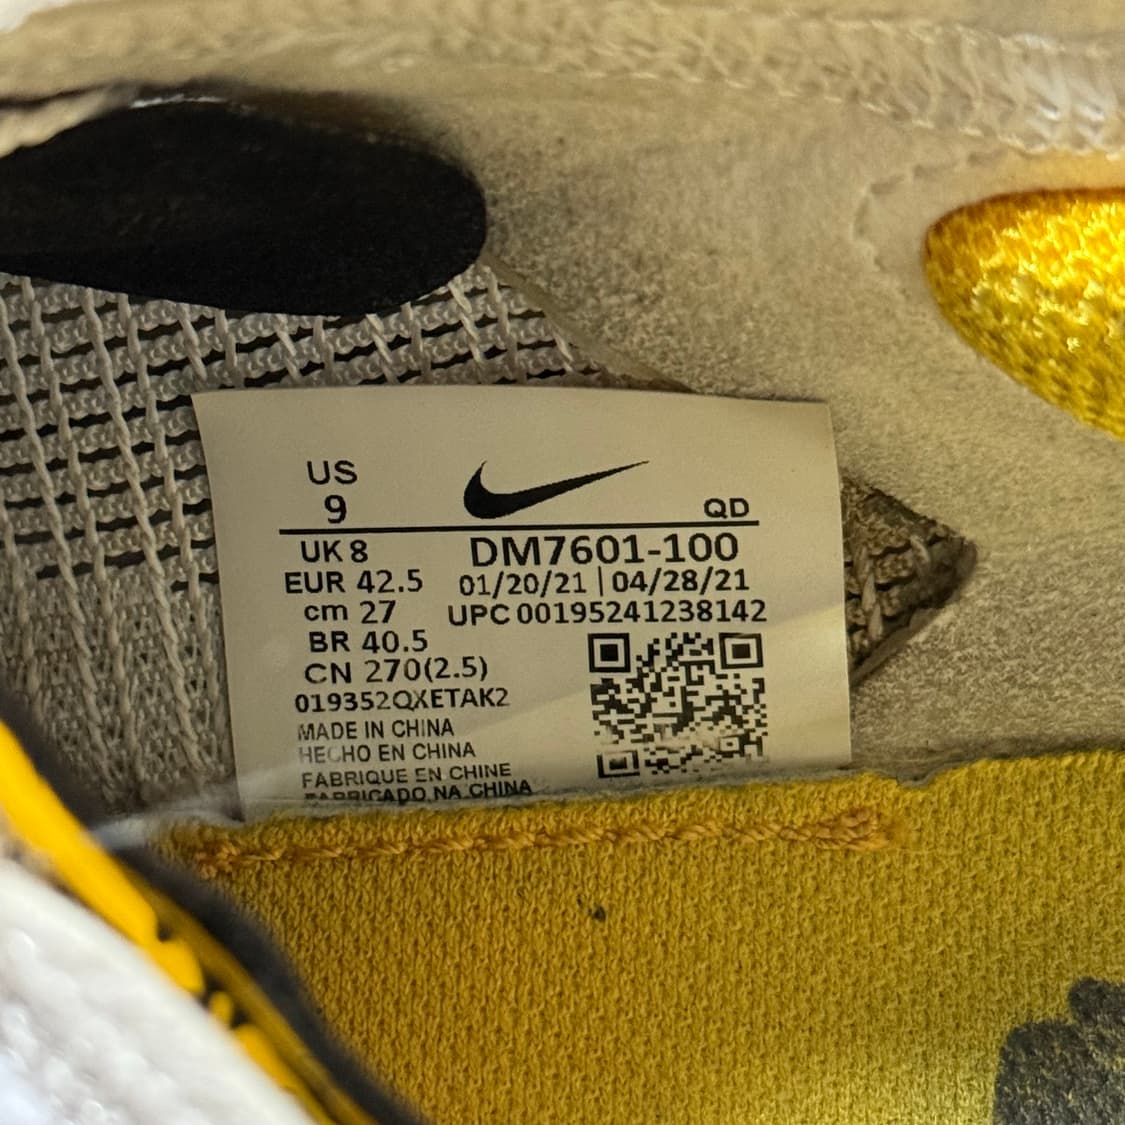 US
9
QD
UK 8
DM7601-100
EUR 42.5
01/20/21 | 04/28/21
cm 27
UPC 00195241238142
BR 40.5
CN 270(2.5)
019352QXETAK2
MADE IN CHINA
HECHO EN CHINA
FABRIQUE EN CHINE
FABRICADO NA CHINA